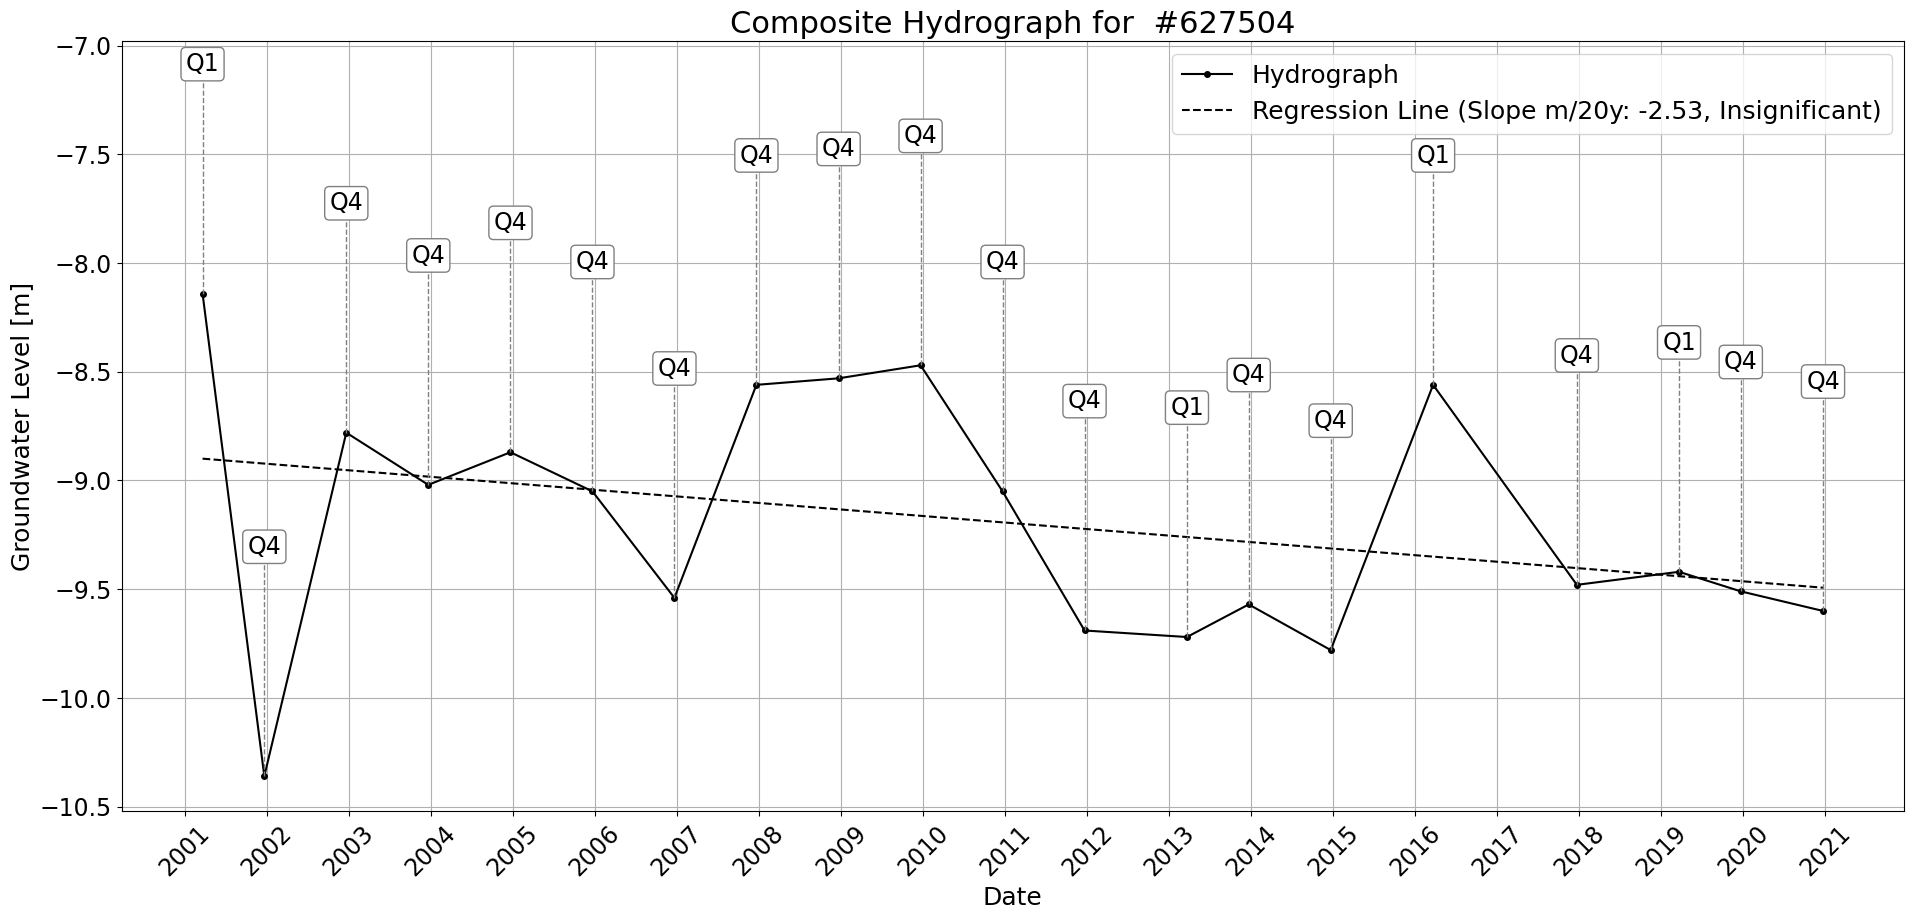 Composite Hydrograph for #627504
Hydrograph
Regression Line (Slope m/20y: -2.53, Insignificant)
Groundwater Level [m]
−7.0
−7.5
−8.0
−8.5
−9.0
−9.5
−10.0
−10.5
Q1
Q4
Q4
Q4
Q4
Q4
Q4
Q4
Q4
Q4
Q4
Q4
Q1
Q4
Q4
Q1
Q4
Q1
Q4
Q4
2001
2002
2003
2004
2005
2006
2007
2008
2009
2010
2011
2012
2013
2014
2015
2016
2017
2018
2019
2020
2021
Date